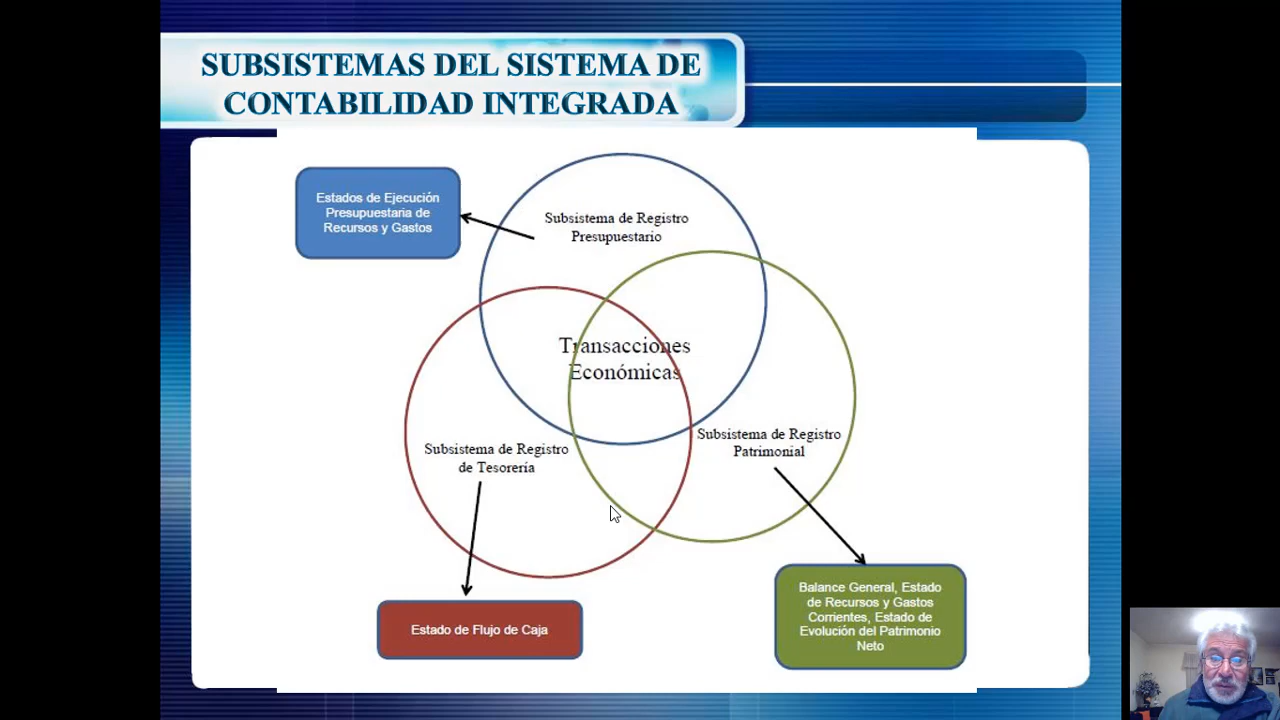 SUBSISTEMAS DEL SISTEMA DE
CONTABILIDAD INTEGRADA
Estados de Ejecución
Presupuestaria de
Recursos y Gastos
Subsistema de Registro
Presupuestario
Transacciones
Económicas
Subsistema de Registro
de Tesorería
Subsistema de Registro
Patrimonial
Estado de Flujo de Caja
Balance General, Estado
de Recursos y Gastos
Corrientes, Estado de
Evolución del Patrimonio
Neto